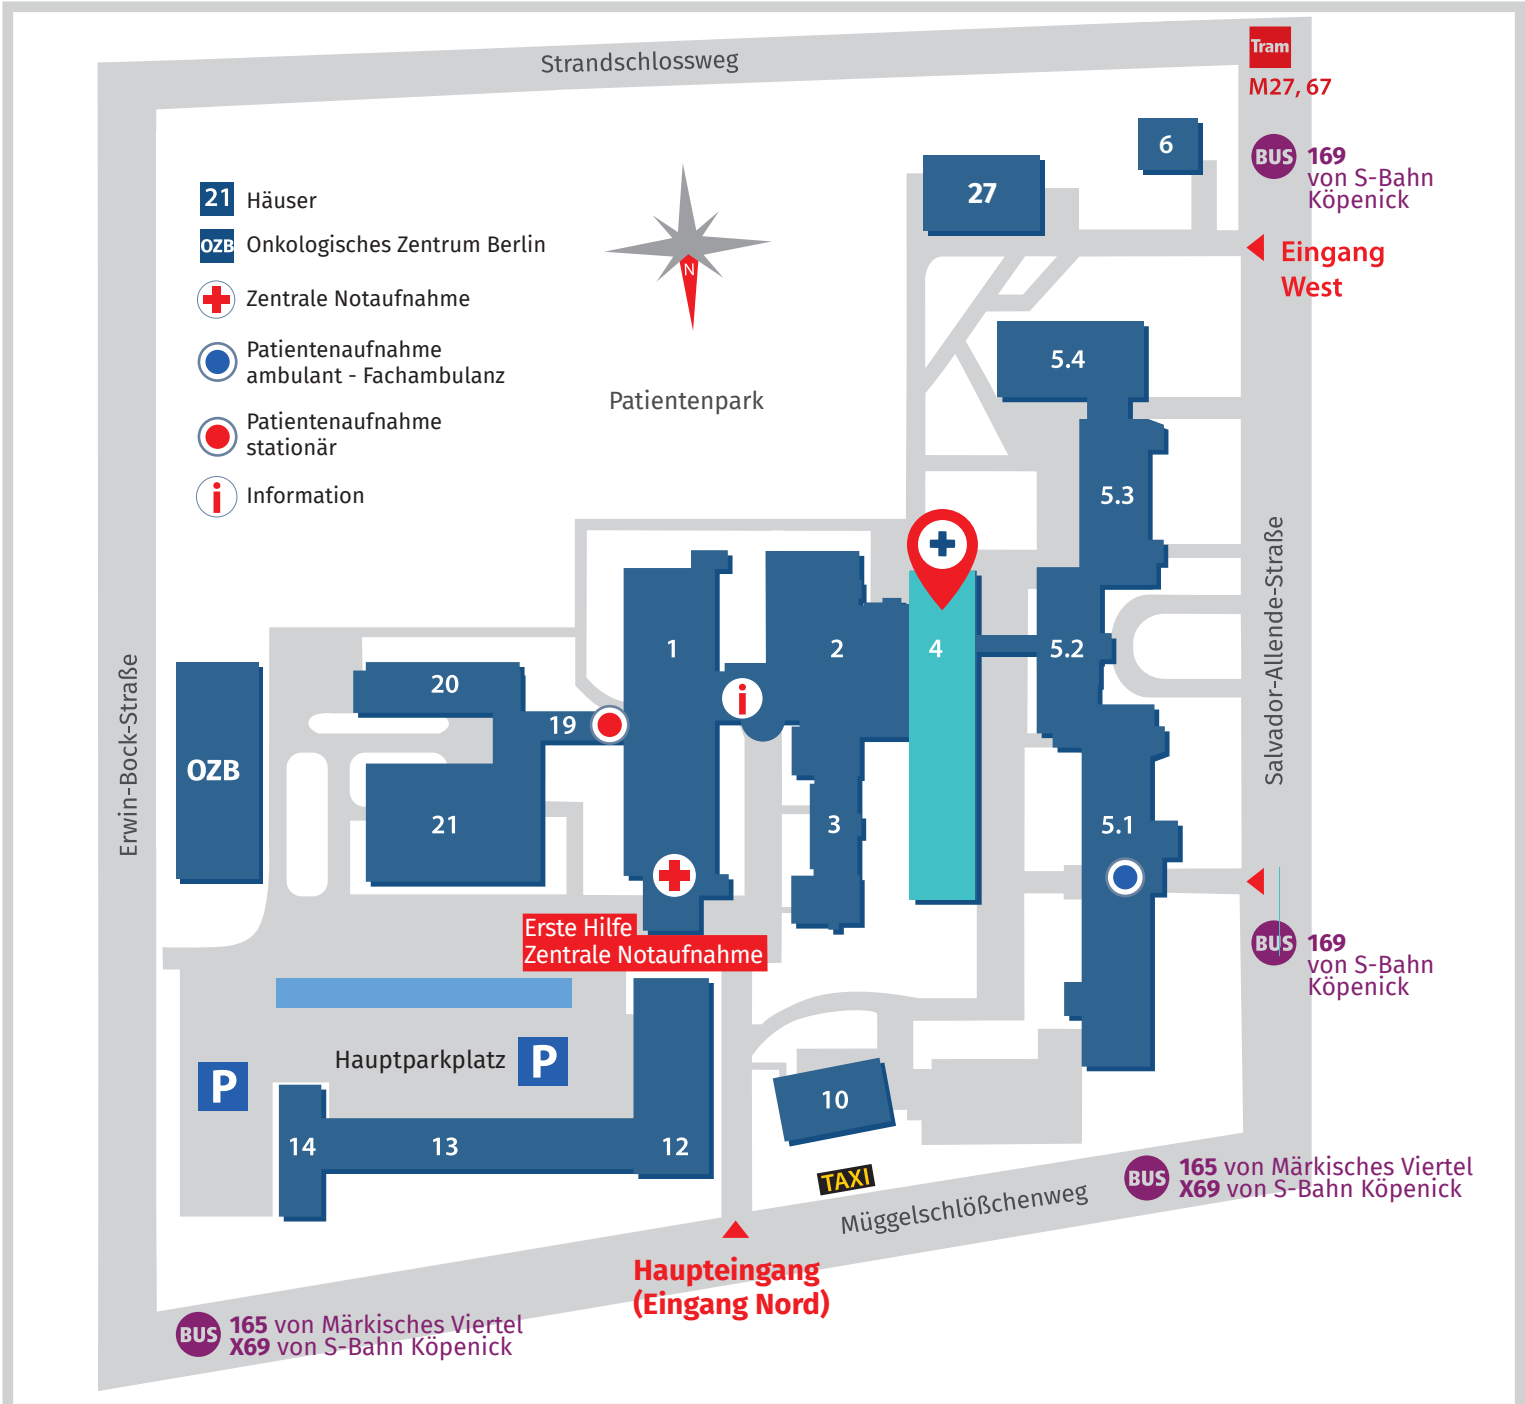 Strandschlossweg
Tram
M27, 67
BUS 169
von S-Bahn
Köpenick
6
27
21 Häuser
OZB Onkologisches Zentrum Berlin
Zentrale Notaufnahme
Patientenaufnahme
ambulant - Fachambulanz
Patientenaufnahme
stationär
i Information
N
Patientenpark
Eingang
West
5.4
5.3
1
2
4
5.2
i
20
19
OZB
21
3
5.1
Erwin-Bock-Straße
Salvador-Allende-Straße
Erste Hilfe
Zentrale Notaufnahme
BUS 169
von S-Bahn
Köpenick
Hauptparkplatz P
P
10
14
13
12
TAXI
Müggelschlößchenweg
BUS 165 von Märkisches Viertel
X69 von S-Bahn Köpenick
Haupteingang
(Eingang Nord)
BUS 165 von Märkisches Viertel
X69 von S-Bahn Köpenick